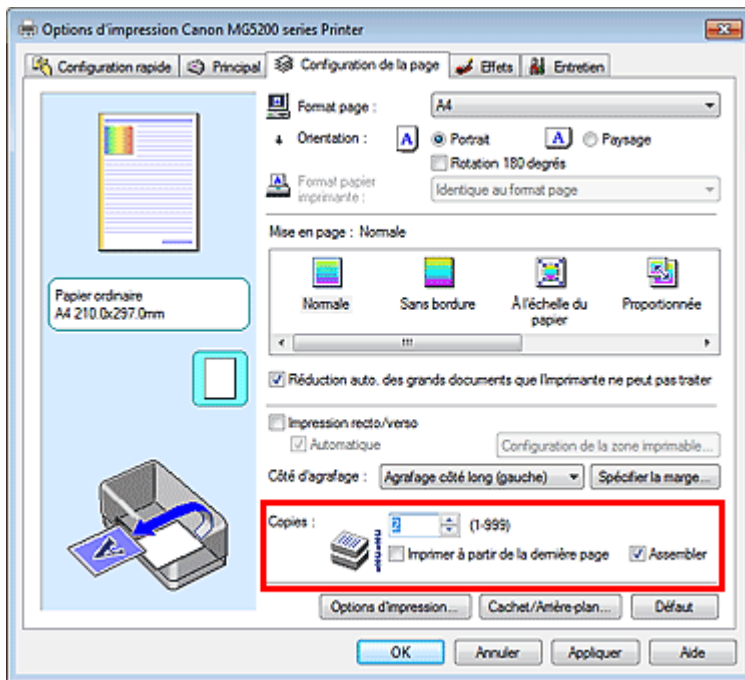 Options d'impression Canon MG5200 series Printer
Configuration rapide Principal Configuration de la page Effets Entretien
Format page : A4
Orientation : A Portrait A Paysage
Rotation 180 degrés
Format papier
imprimante :
Identique au format page
Mise en page : Normale
Normale Sans bordure À l'échelle du
papier
Proportionnée
Papier ordinaire
A4 210.0x297.0mm
Réduction auto. des grands documents que l'imprimante ne peut pas traiter
Impression recto/verso
Automatique Configuration de la zone imprimable...
Côté d'agrafage : Agrafage côté long (gauche) Spécifier la marge...
Copies : 2 (1-999)
Imprimer à partir de la dernière page Assembler
Options d'impression... Cachet/Arrière-plan... Défaut
OK Annuler Appliquer Aide